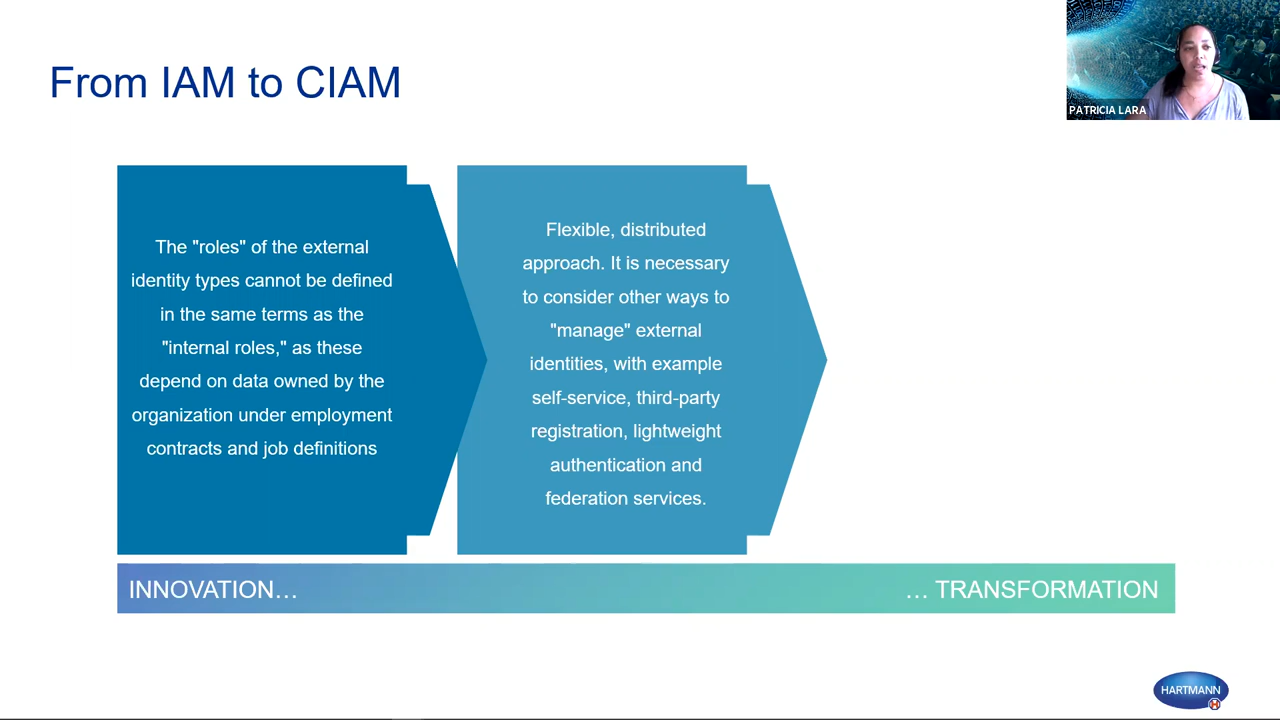 From IAM to CIAM
PATRICIA LARA
The "roles" of the external
identity types cannot be defined
in the same terms as the
"internal roles," as these
depend on data owned by the
organization under employment
contracts and job definitions
Flexible, distributed
approach. It is necessary
to consider other ways to
"manage" external
identities, with example
self-service, third-party
registration, lightweight
authentication and
federation services.
INNOVATION…
… TRANSFORMATION
HARTMANN